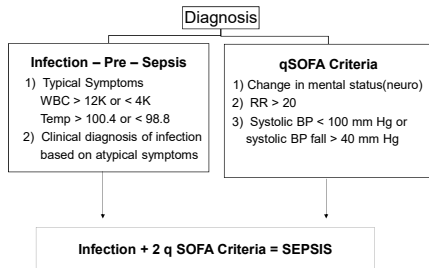 Diagnosis
Infection – Pre – Sepsis
1) Typical Symptoms
WBC > 12K or < 4K
Temp > 100.4 or < 98.8
2) Clinical diagnosis of infection
based on atypical symptoms
qSOFA Criteria
1) Change in mental status(neuro)
2) RR > 20
3) Systolic BP < 100 mm Hg or
systolic BP fall > 40 mm Hg
Infection + 2 q SOFA Criteria = SEPSIS